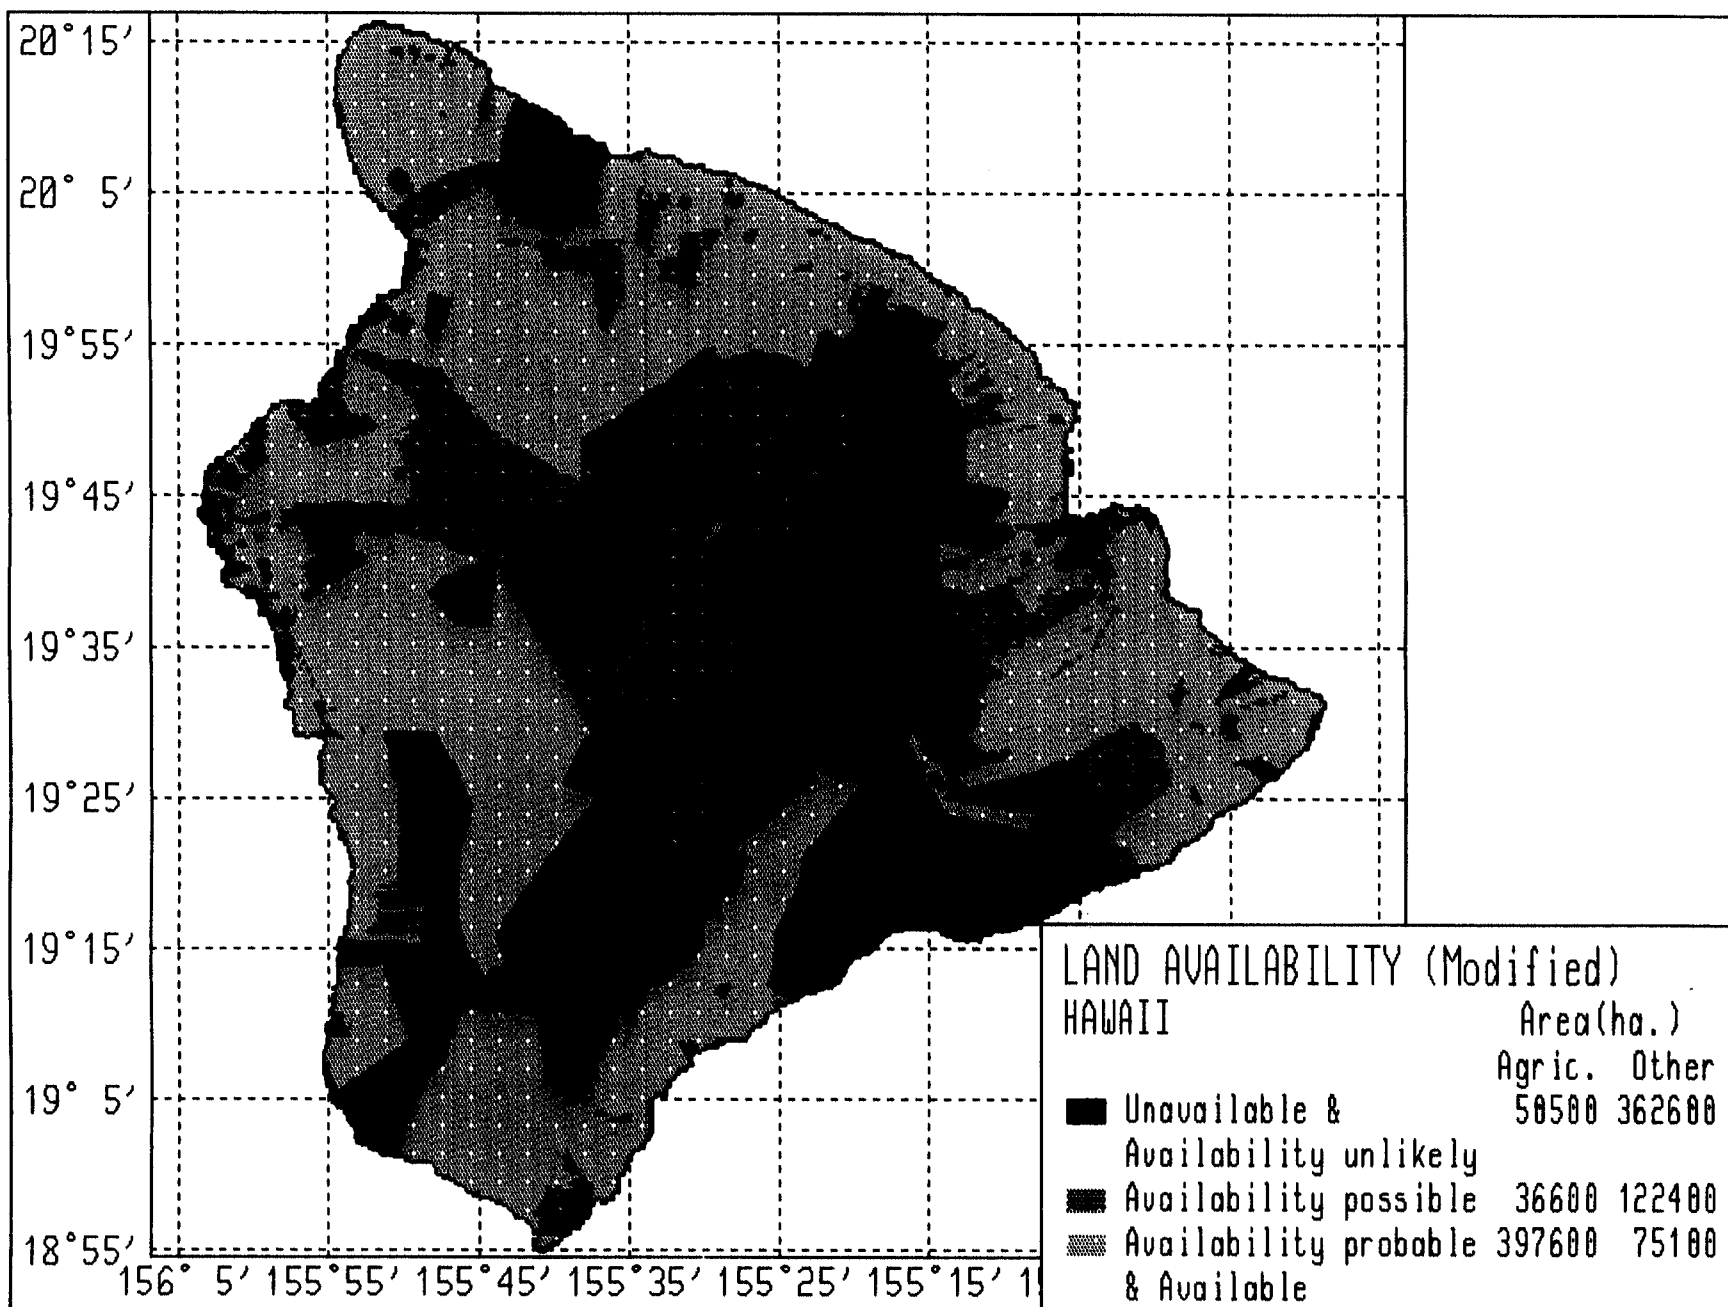 20°15′
20° 5′
19°55′
19°45′
19°35′
19°25′
19°15′
19° 5′
18°55′
156° 5′ 155°55′ 155°45′ 155°35′ 155°25′ 155°15′ 1
LAND AVAILABILITY (Modified)
HAWAII Area(ha.)
Agric. Other
Unavailable & 50500 362600
Availability unlikely
Availability possible 36600 122400
Availability probable 397600 75100
& Available